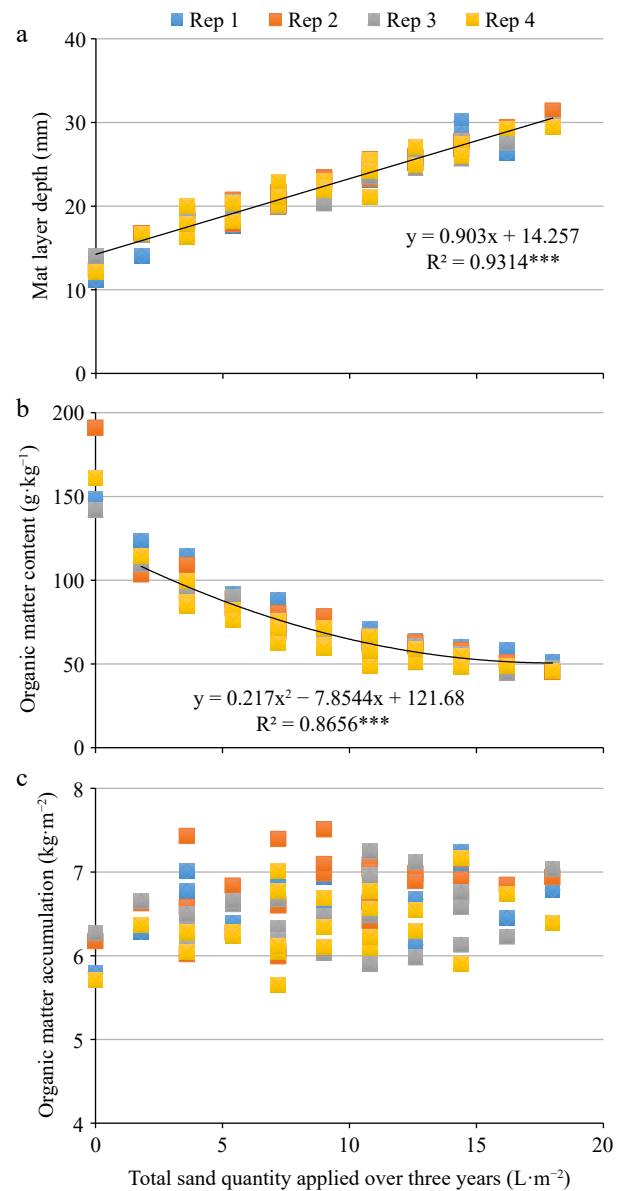 a
Rep 1 Rep 2 Rep 3 Rep 4
40
30
20
10
0
Mat layer depth (mm)
y = 0.903x + 14.257
R² = 0.9314***
b
200
150
100
50
0
Organic matter content (g·kg⁻¹)
y = 0.217x² − 7.8544x + 121.68
R² = 0.8656***
c
8
7
6
5
4
Organic matter accumulation (kg·m⁻²)
0 5 10 15 20
Total sand quantity applied over three years (L·m⁻²)